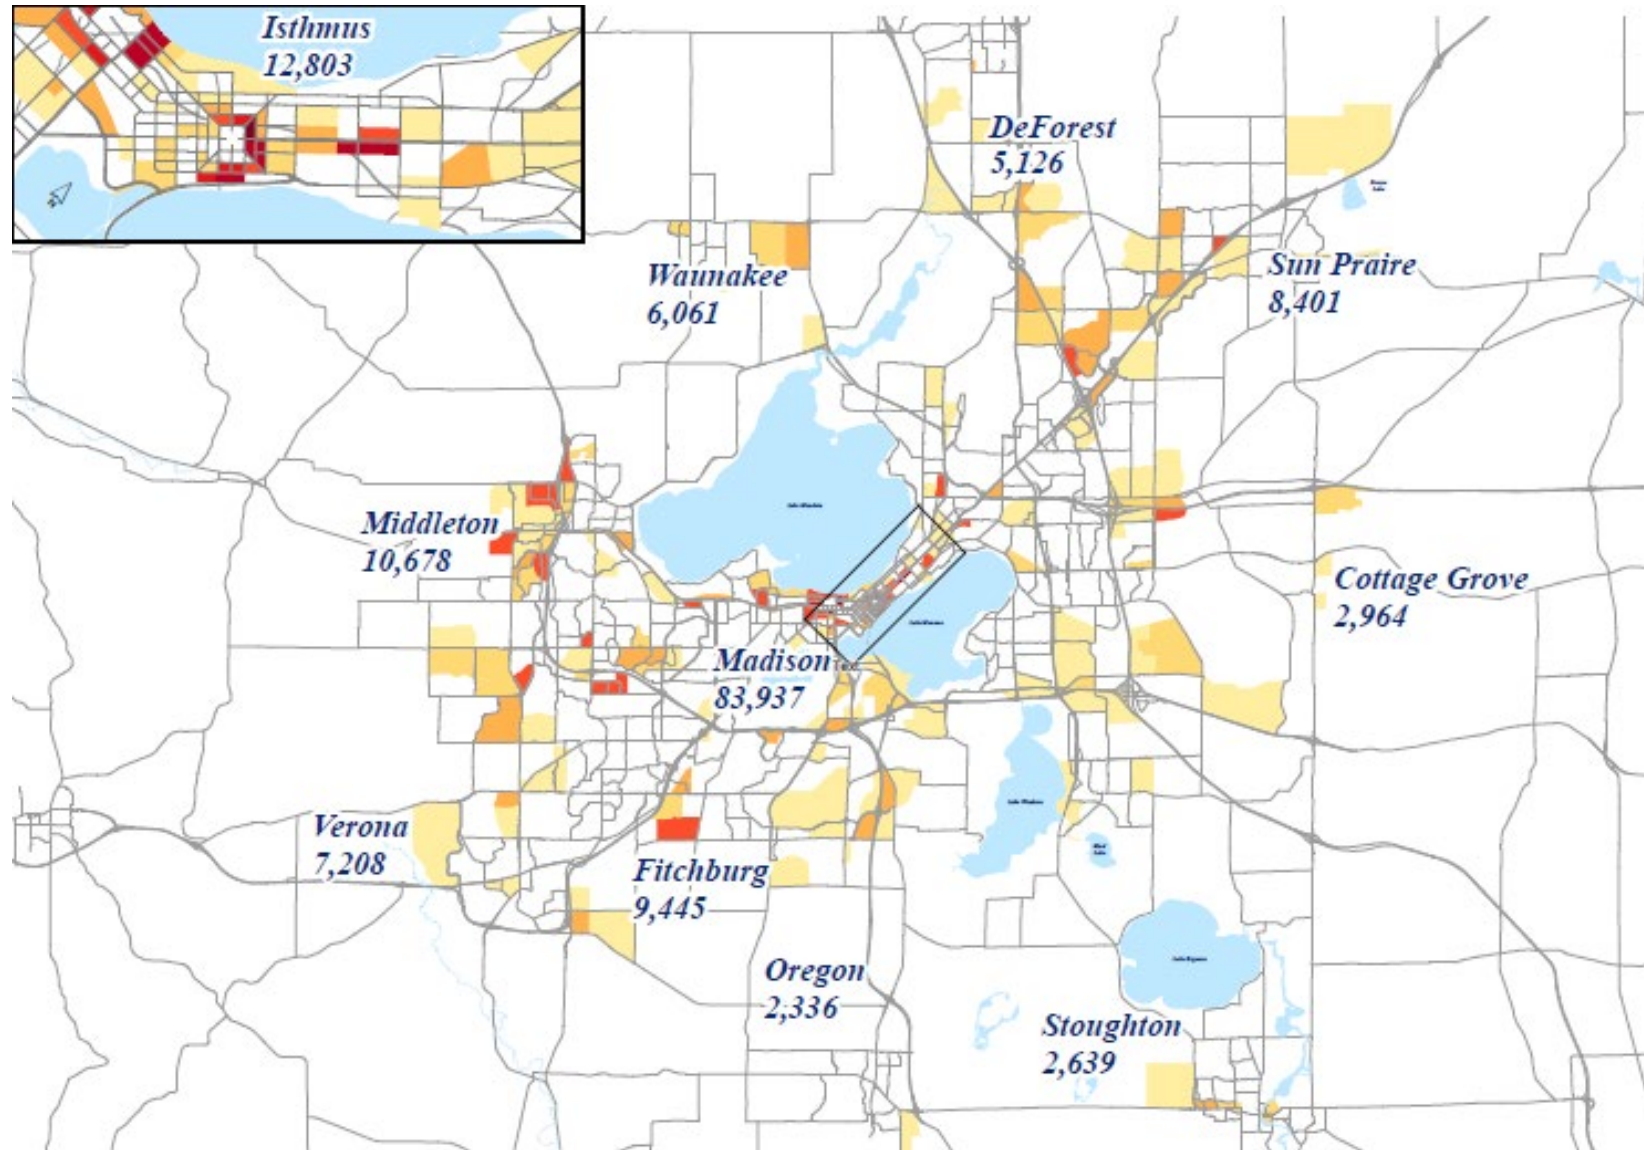 Isthmus
12,803
DeForest
5,126
Waunakee
6,061
Sun Praire
8,401
Middleton
10,678
Cottage Grove
2,964
Madison
83,937
Verona
7,208
Fitchburg
9,445
Oregon
2,336
Stoughton
2,639